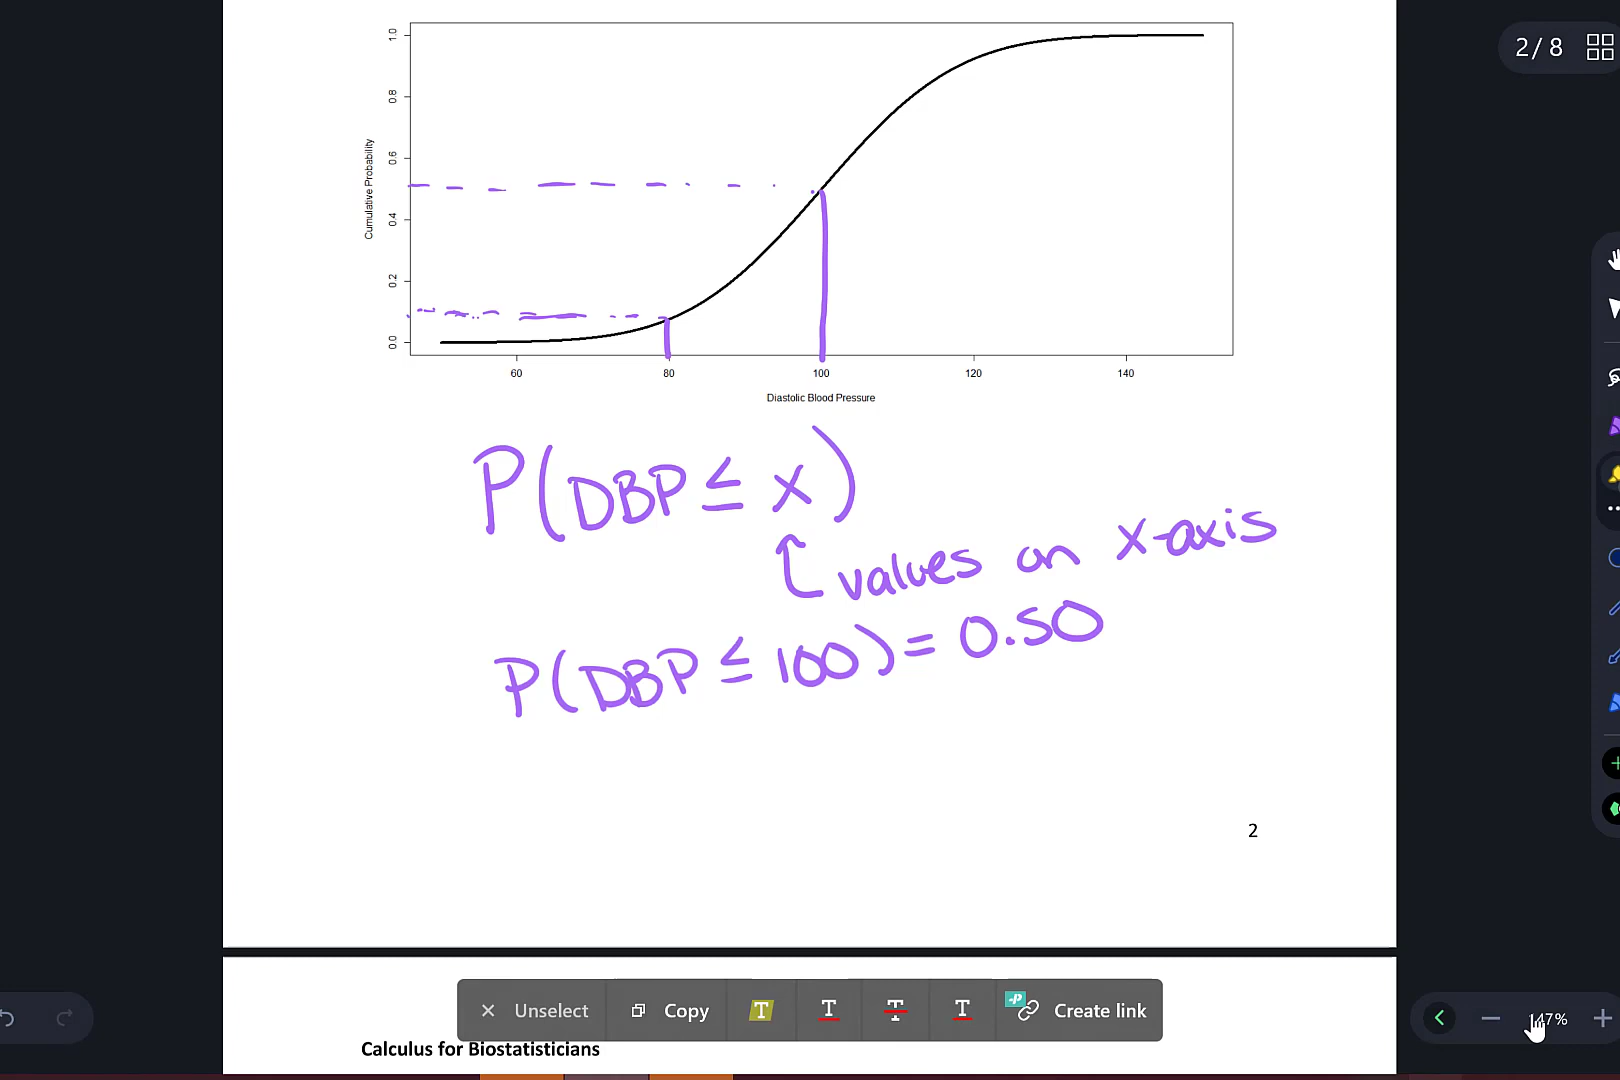 2/ 8
1.0
0.8
0.6
0.4
0.2
0.0
Cumulative Probability
60 80 100 120 140
Diastolic Blood Pressure
P(DBP ≤ x)
values on x-axis
P(DBP ≤ 100) = 0.50
2
Unselect Copy T T T T P Create link
147%
Calculus for Biostatisticians